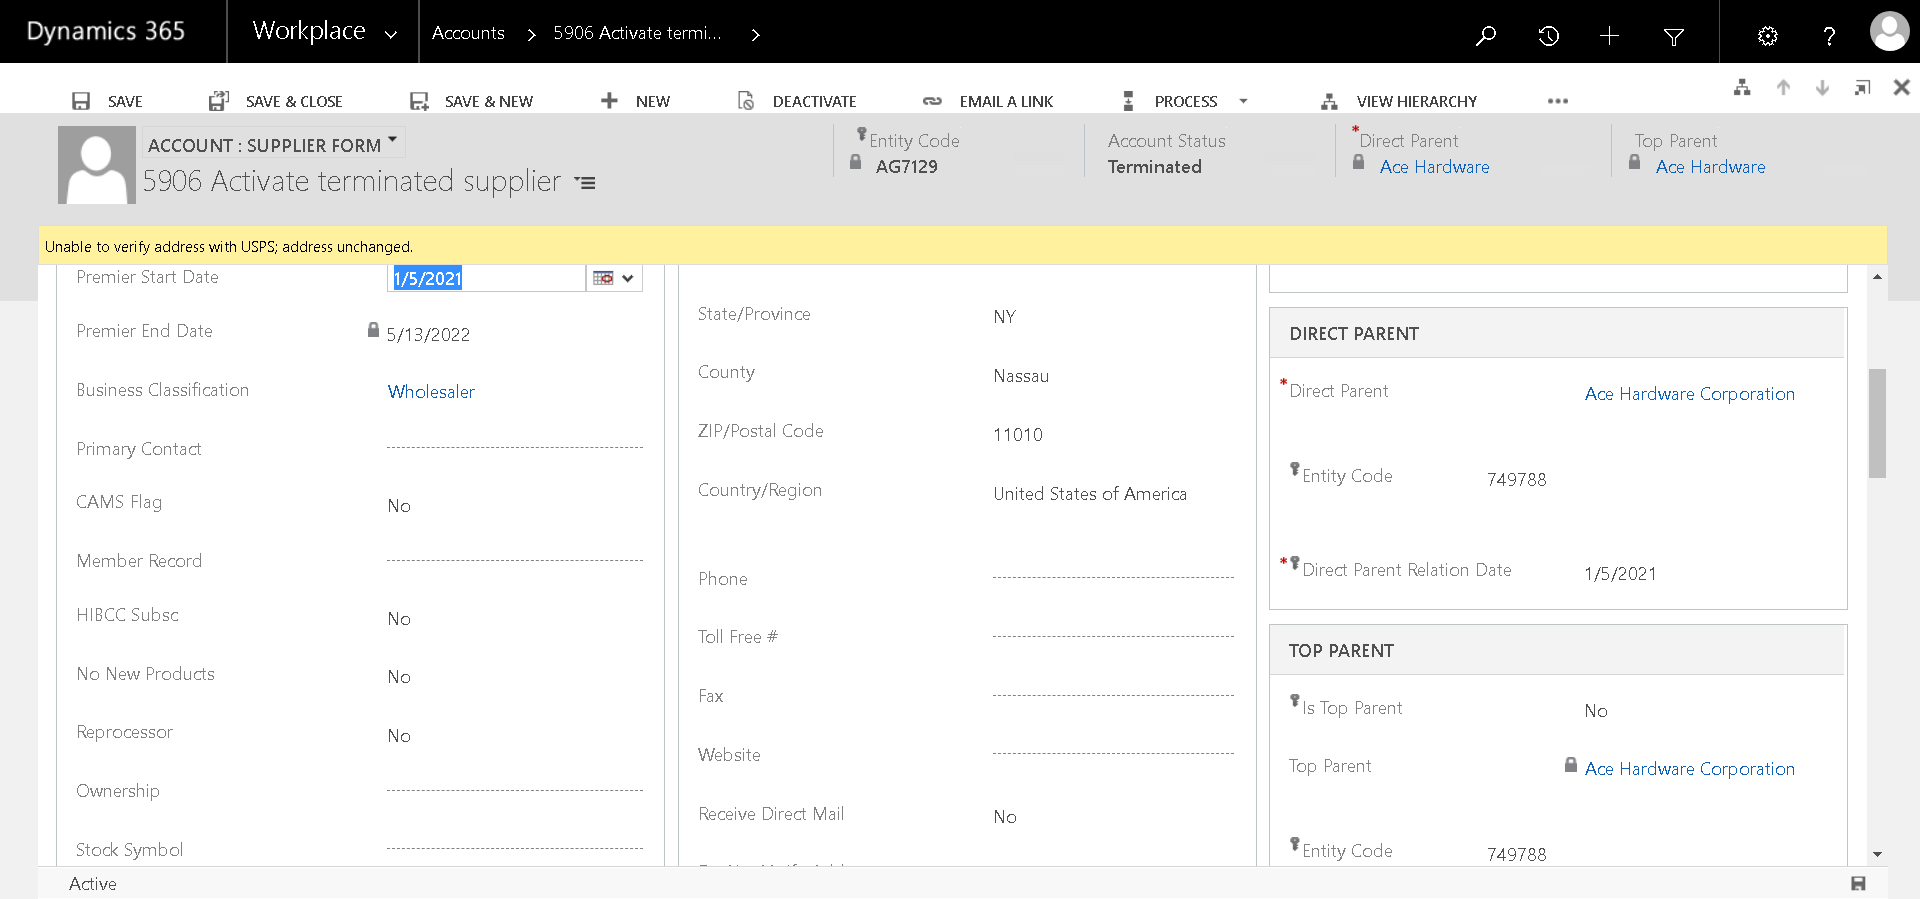 Dynamics 365
Workplace
Accounts
5906 Activate termi...
SAVE
SAVE & CLOSE
SAVE & NEW
NEW
DEACTIVATE
EMAIL A LINK
PROCESS
VIEW HIERARCHY
ACCOUNT : SUPPLIER FORM
5906 Activate terminated supplier
Entity Code
AG7129
Account Status
Terminated
*Direct Parent
Ace Hardware
Top Parent
Ace Hardware
Unable to verify address with USPS; address unchanged.
Premier Start Date
1/5/2021
Premier End Date
5/13/2022
Business Classification
Wholesaler
Primary Contact
CAMS Flag
No
Member Record
HIBCC Subsc
No
No New Products
No
Reprocessor
No
Ownership
Stock Symbol
State/Province
NY
County
Nassau
ZIP/Postal Code
11010
Country/Region
United States of America
Phone
Toll Free #
Fax
Website
Receive Direct Mail
No
DIRECT PARENT
*Direct Parent
Ace Hardware Corporation
Entity Code
749788
*Direct Parent Relation Date
1/5/2021
TOP PARENT
Is Top Parent
No
Top Parent
Ace Hardware Corporation
Entity Code
749788
Active